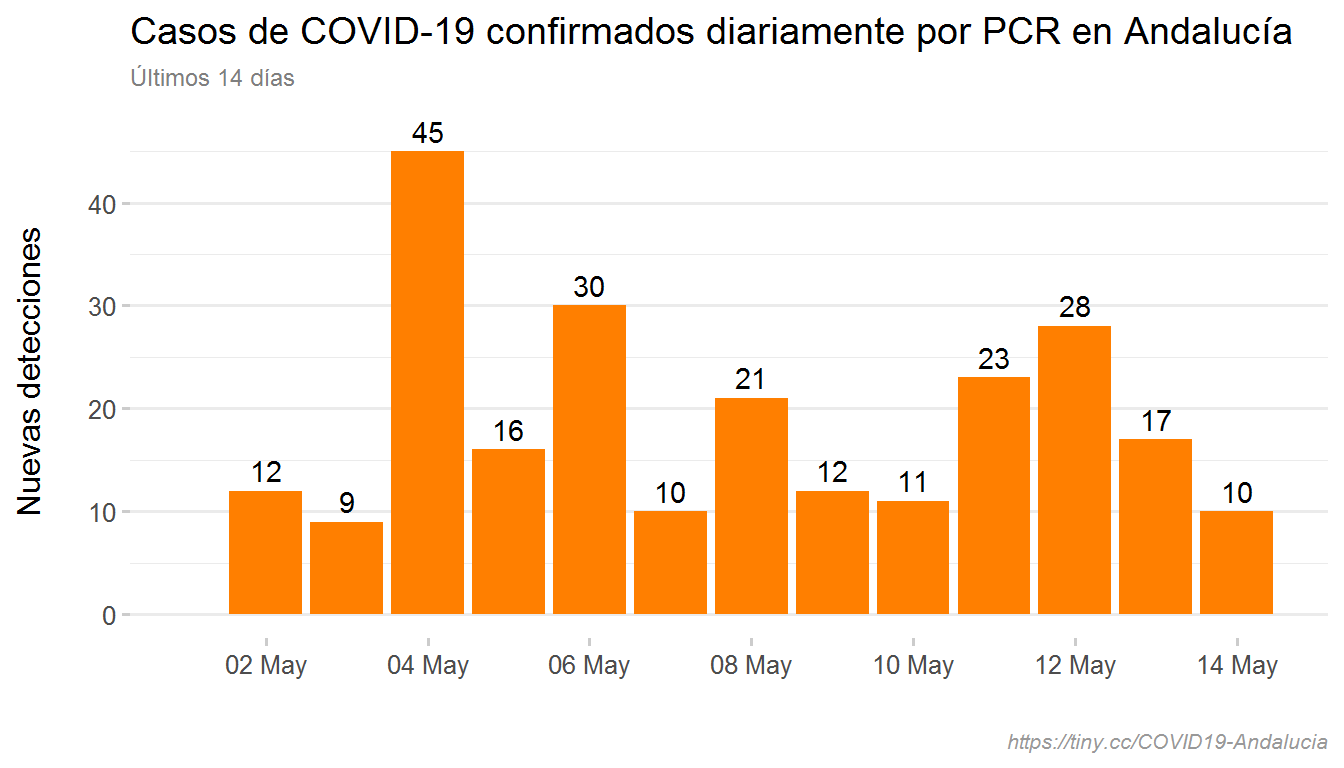 Casos de COVID-19 confirmados diariamente por PCR en Andalucía
Últimos 14 días
Nuevas detecciones
40
30
20
10
0
12
9
45
16
30
10
21
12
11
23
28
17
10
02 May
04 May
06 May
08 May
10 May
12 May
14 May
https://tiny.cc/COVID19-Andalucia